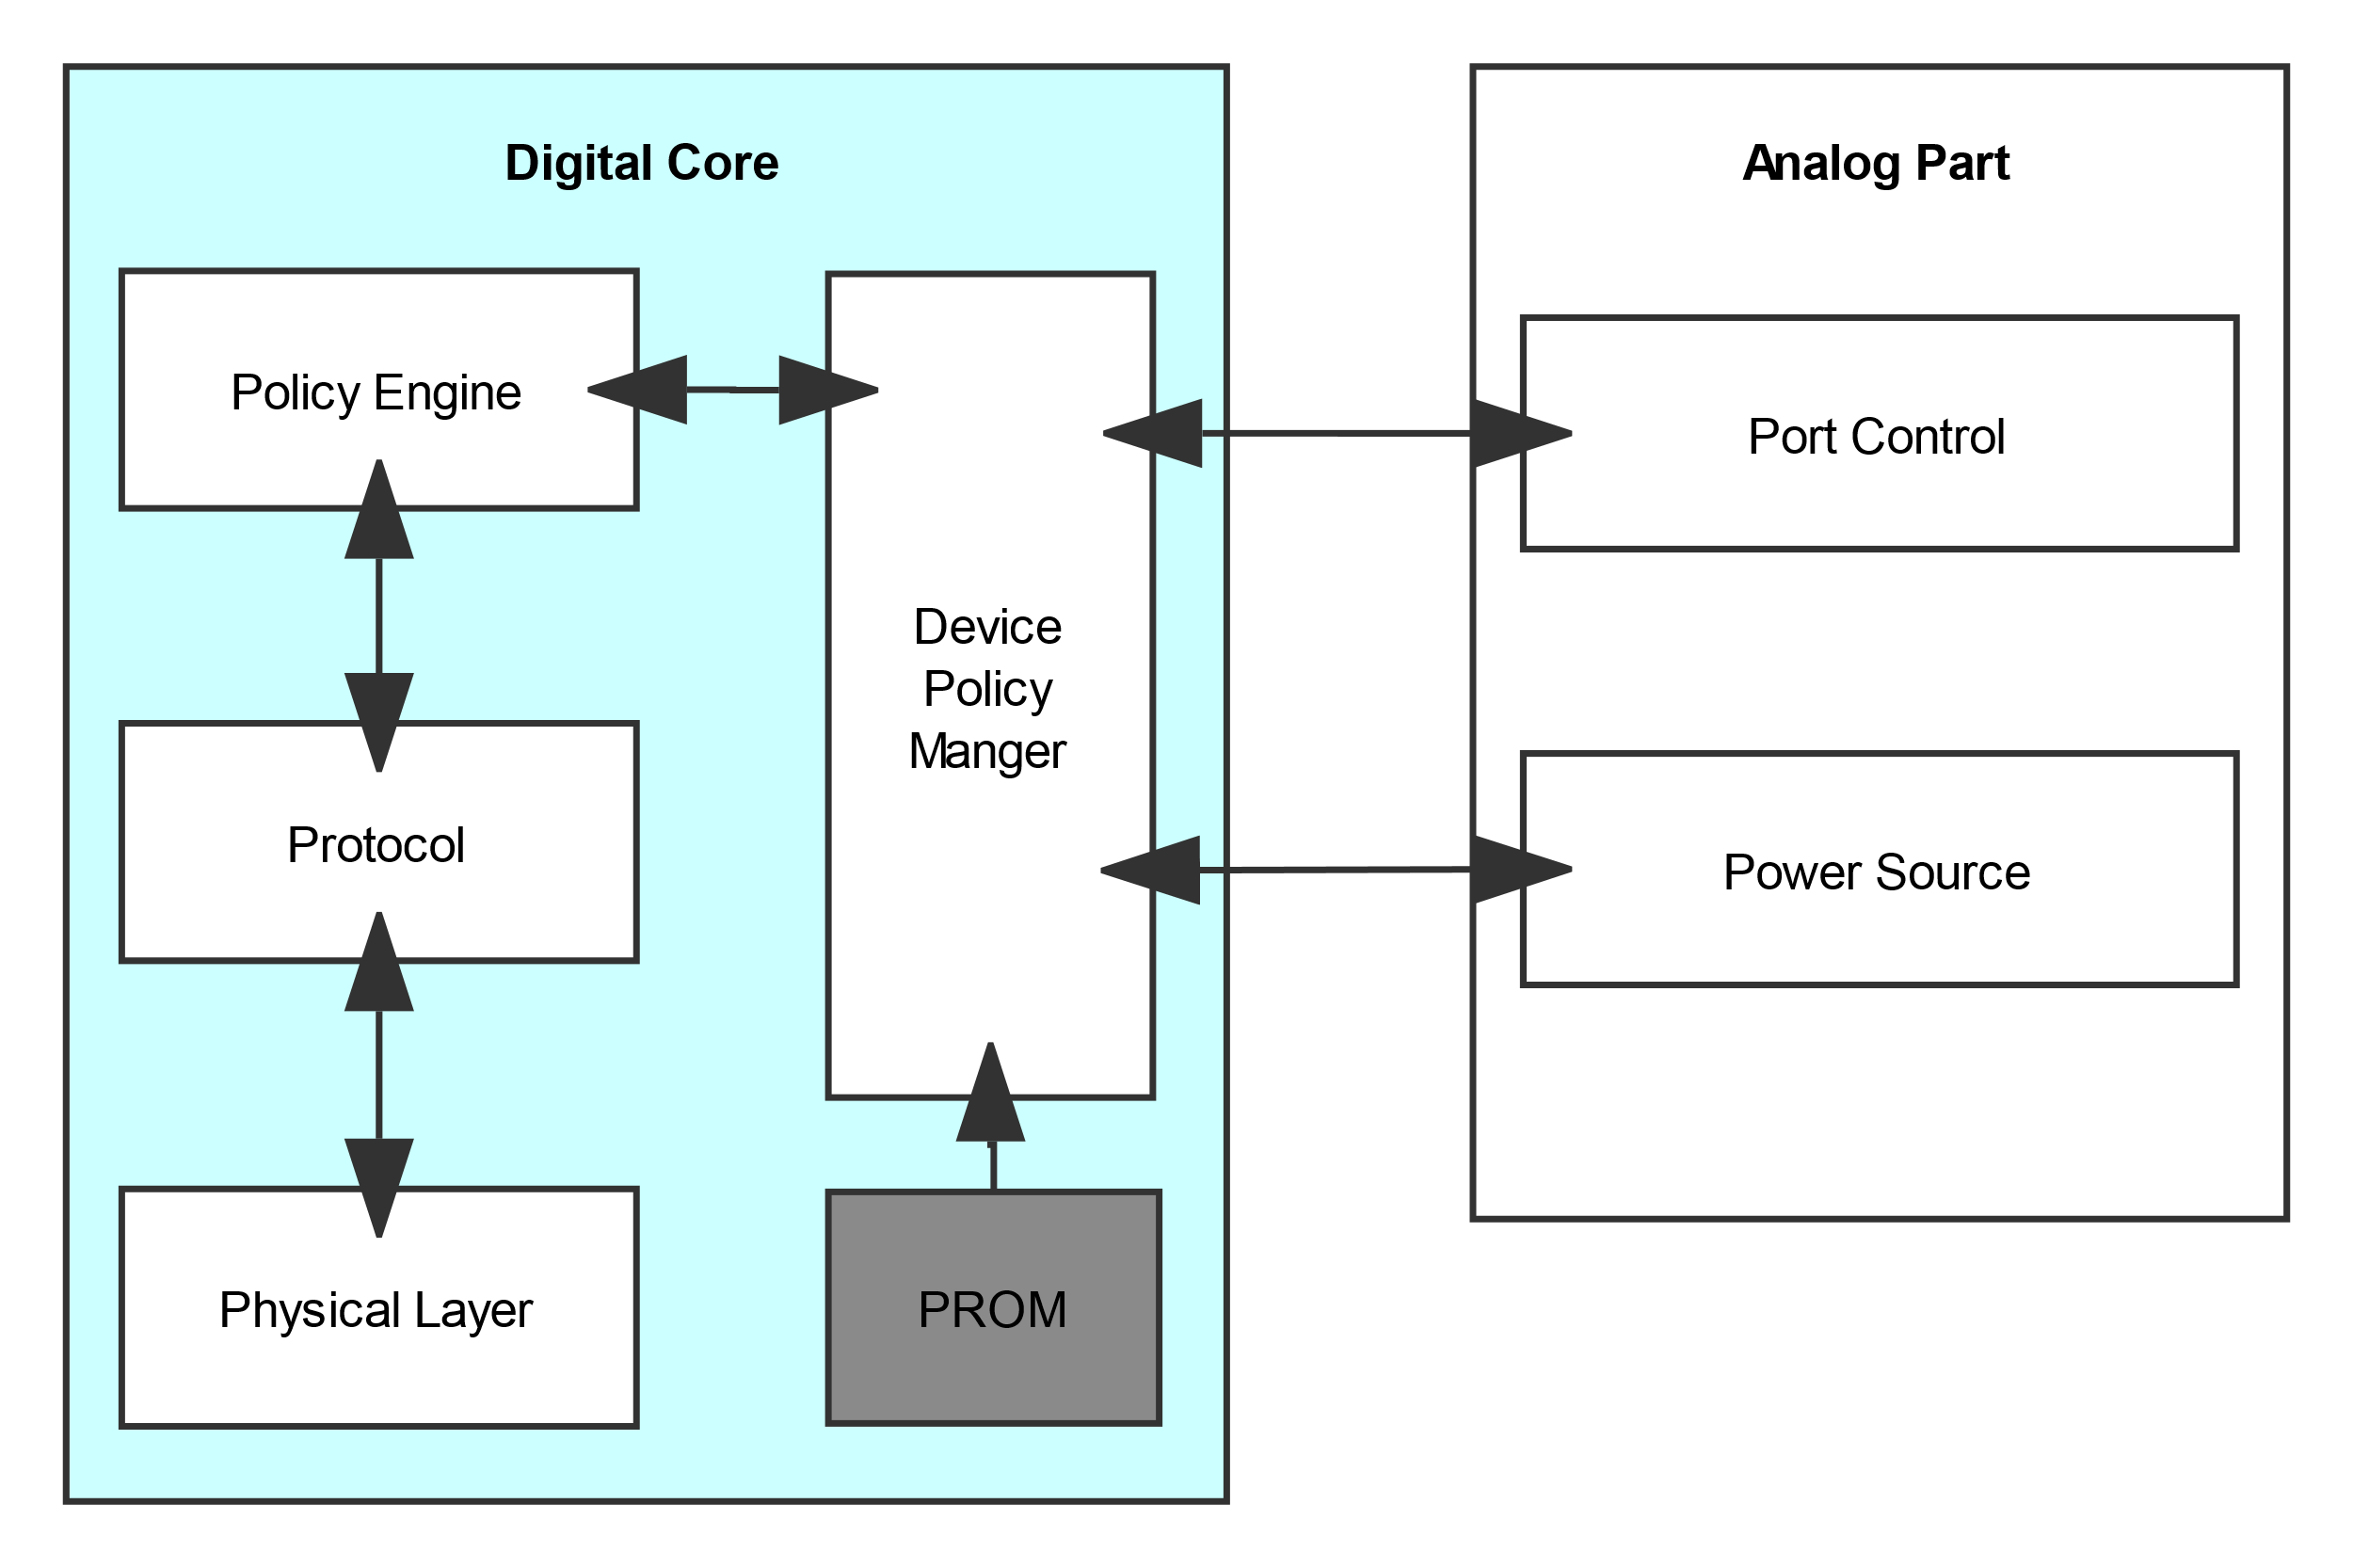 Digital Core
Analog Part
Policy Engine
Port Control
Device
Policy
Manger
Protocol
Power Source
Physical Layer
PROM